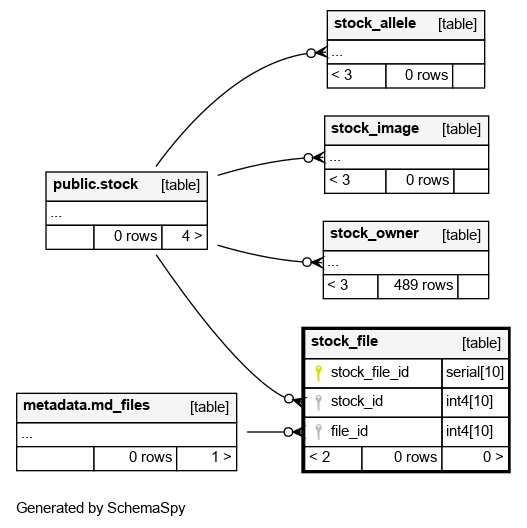 stock_allele [table]
...
< 3 0 rows
stock_image [table]
...
< 3 0 rows
public.stock [table]
...
0 rows 4 >
stock_owner [table]
...
< 3 489 rows
stock_file [table]
stock_file_id serial[10]
stock_id int4[10]
file_id int4[10]
< 2 0 rows 0 >
metadata.md_files [table]
...
0 rows 1 >
Generated by SchemaSpy